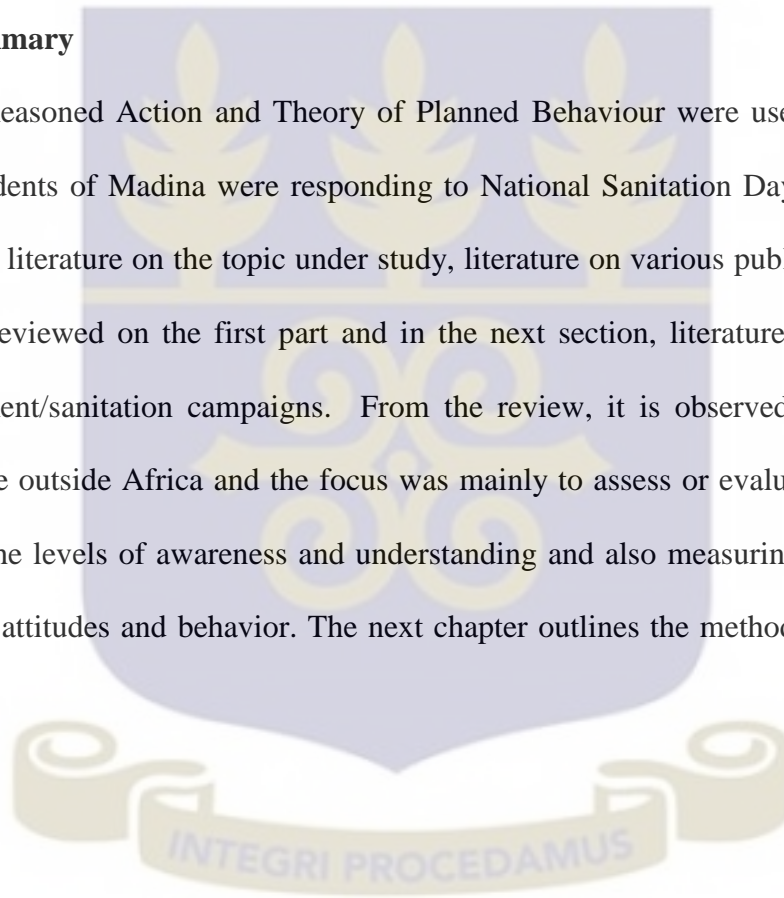 mary
easoned Action and Theory of Planned Behaviour were use
dents of Madina were responding to National Sanitation Day
literature on the topic under study, literature on various pub
eviewed on the first part and in the next section, literature
ent/sanitation campaigns. From the review, it is observed
e outside Africa and the focus was mainly to assess or evalu
he levels of awareness and understanding and also measurin
attitudes and behavior. The next chapter outlines the method
INTEGRI PROCEDAMUS